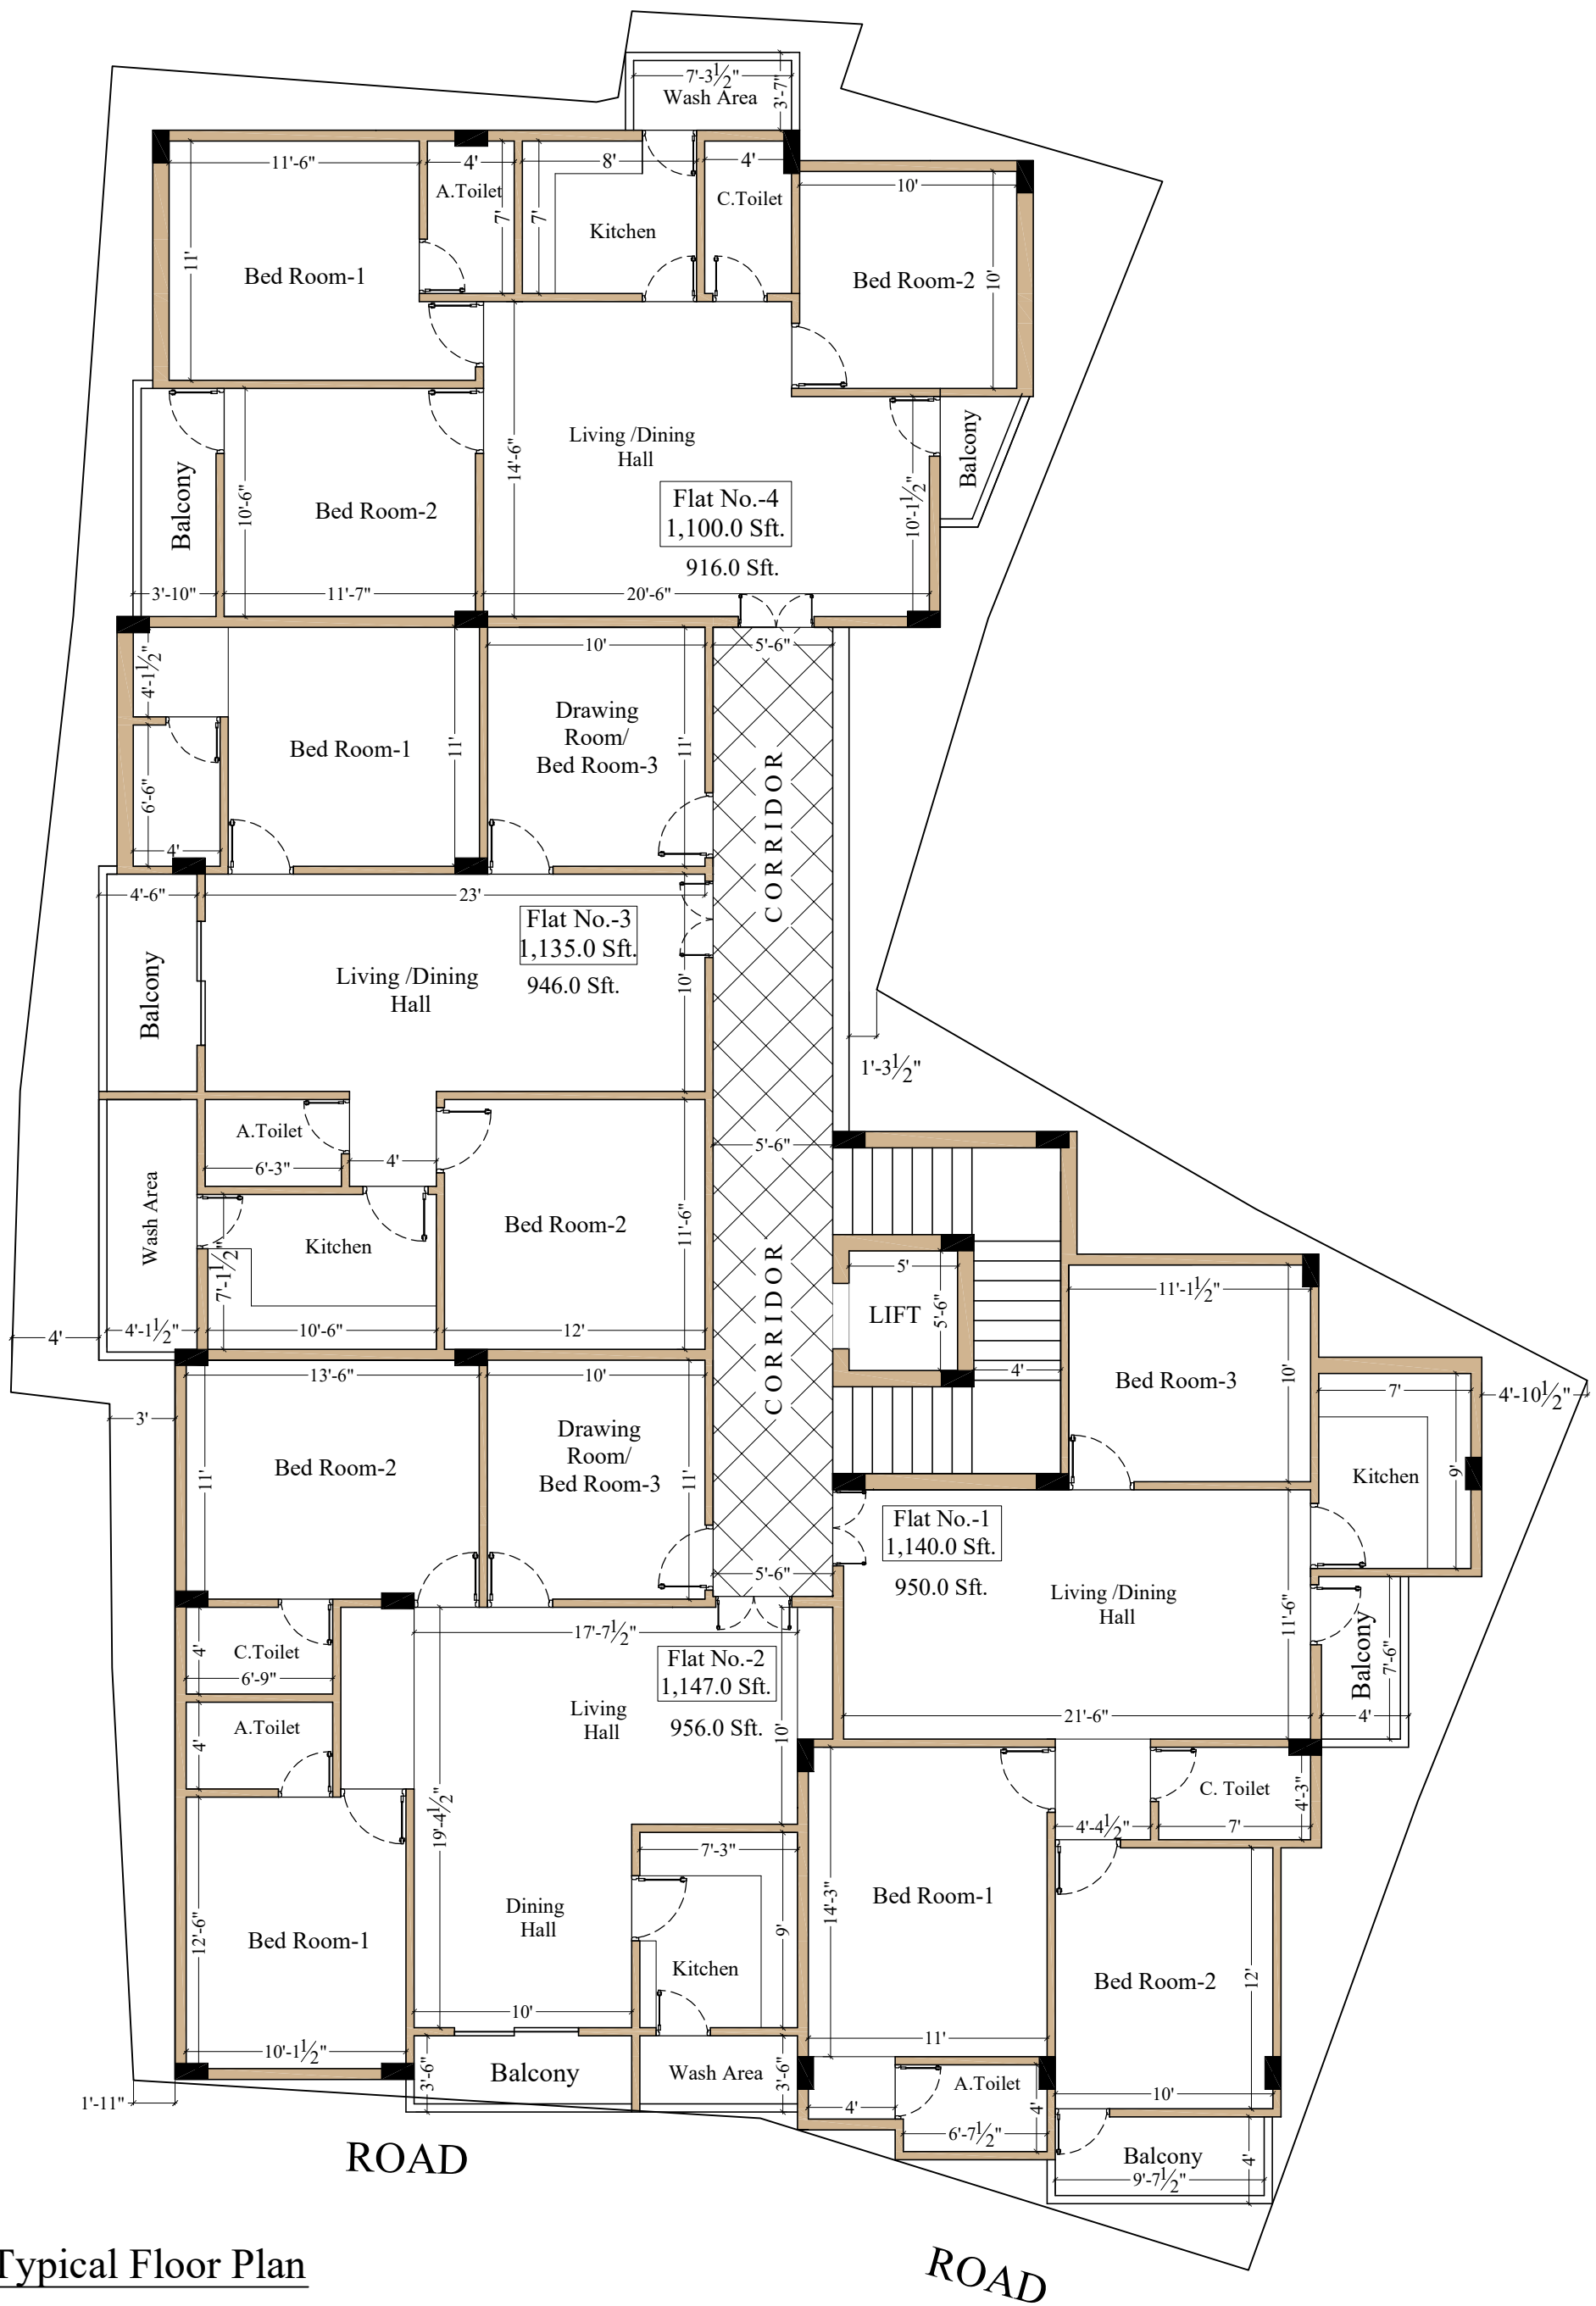 7'-3½"
Wash Area
3'-7"
11'-6"
4'
8'
4'
10'
A.Toilet
7'
7'
C.Toilet
Kitchen
11'
Bed Room-1
Bed Room-2
10'
Living /Dining
Hall
Balcony
14'-6"
Balcony
10'-6"
Bed Room-2
Flat No.-4
1,100.0 Sft.
916.0 Sft.
10'-1½"
3'-10"
11'-7"
20'-6"
10'
5'-6"
4'-1½"
Drawing
Room/
Bed Room-3
Bed Room-1
11'
11'
6'-6"
CORRIDOR
4'
4'-6"
23'
Flat No.-3
1,135.0 Sft.
946.0 Sft.
Balcony
Living /Dining
Hall
10'
1'-3½"
A.Toilet
6'-3"
4'
5'-6"
Wash Area
Bed Room-2
11'-6"
Kitchen
7'-1½"
5'
LIFT
5'-6"
CORRIDOR
11'-1½"
4'
4'-1½"
10'-6"
12'
4'
13'-6"
10'
Bed Room-3
10'
7'
4'-10½"
3'
Drawing
Room/
Bed Room-3
Bed Room-2
11'
11'
Kitchen
9'
5'-6"
Flat No.-1
1,140.0 Sft.
950.0 Sft.
Living /Dining
Hall
11'-6"
17'-7½"
C.Toilet
4'
6'-9"
Flat No.-2
1,147.0 Sft.
956.0 Sft.
Balcony
7'-6"
Living
Hall
10'
21'-6"
4'
A.Toilet
4'
C. Toilet
4'-3"
19'-4½"
4'-4½"
7'
7'-3"
Bed Room-1
14'-3"
Dining
Hall
12'-6"
Bed Room-1
9'
Kitchen
Bed Room-2
12'
10'
11'
10'-1½"
Balcony
3'-6"
Wash Area
3'-6"
A.Toilet
4'
10'
1'-11"
4'
6'-7½"
Balcony
4'
9'-7½"
ROAD
Typical Floor Plan
ROAD